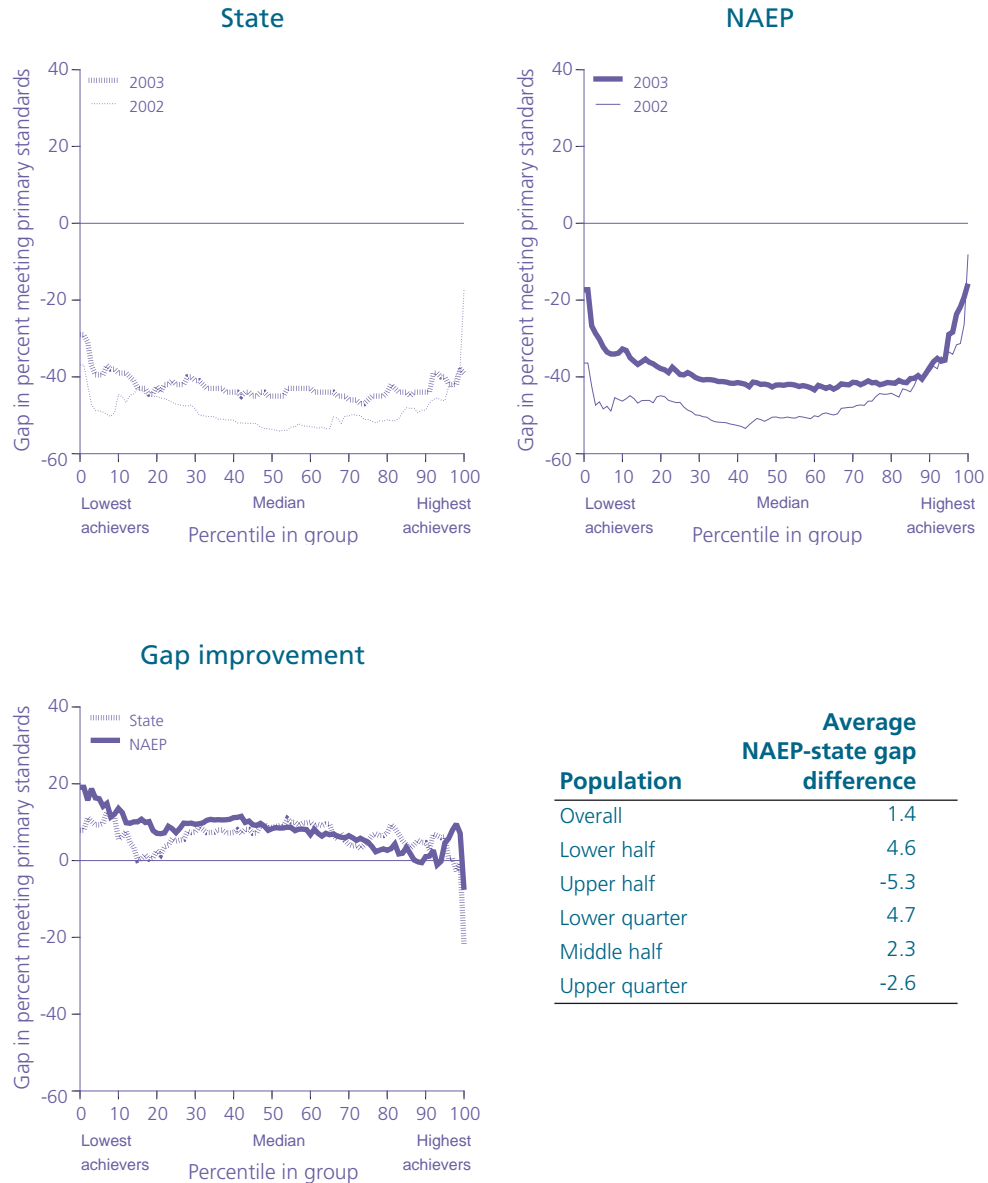 State
Gap in percent meeting primary standards
40
20
0
-20
-40
-60
2003
2002
0 10 20 30 40 50 60 70 80 90 100
Lowest achievers
Median
Highest achievers
Percentile in group
NAEP
Gap in percent meeting primary standards
40
20
0
-20
-40
-60
2003
2002
0 10 20 30 40 50 60 70 80 90 100
Lowest achievers
Median
Highest achievers
Percentile in group
Gap improvement
Gap in percent meeting primary standards
40
20
0
-20
-40
-60
State
NAEP
0 10 20 30 40 50 60 70 80 90 100
Lowest achievers
Median
Highest achievers
Percentile in group
Population Average NAEP-state gap difference
Overall 1.4
Lower half 4.6
Upper half -5.3
Lower quarter 4.7
Middle half 2.3
Upper quarter -2.6